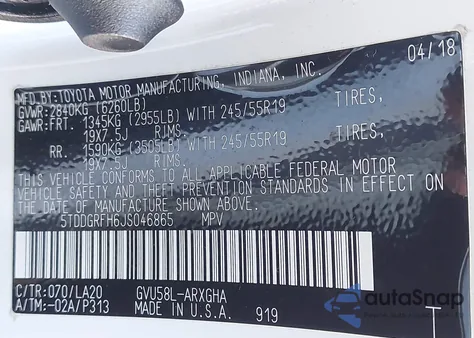 MFD.BY:TOYOTA MOTOR MANUFACTURING, INDIANA, INC. 04/18
GVWR:2840KG (6260LB)
GAWR:FRT. 1345KG (2955LB) WITH 245/55R19 TIRES,
19X7.5J RIMS.
RR. 1590KG (3505LB) WITH 245/55R19 TIRES,
19X7.5J RIMS.
THIS VEHICLE CONFORMS TO ALL APPLICABLE FEDERAL MOTOR
VEHICLE SAFETY AND THEFT PREVENTION STANDARDS IN EFFECT ON
THE DATE OF MANUFACTURE SHOWN ABOVE.
5TDDGRFH6JS046865 MPV
C/TR:070/LA20 GVU58L-ARXGHA
A/TM:-02A/P313 MADE IN U.S.A. 919
autoSnap